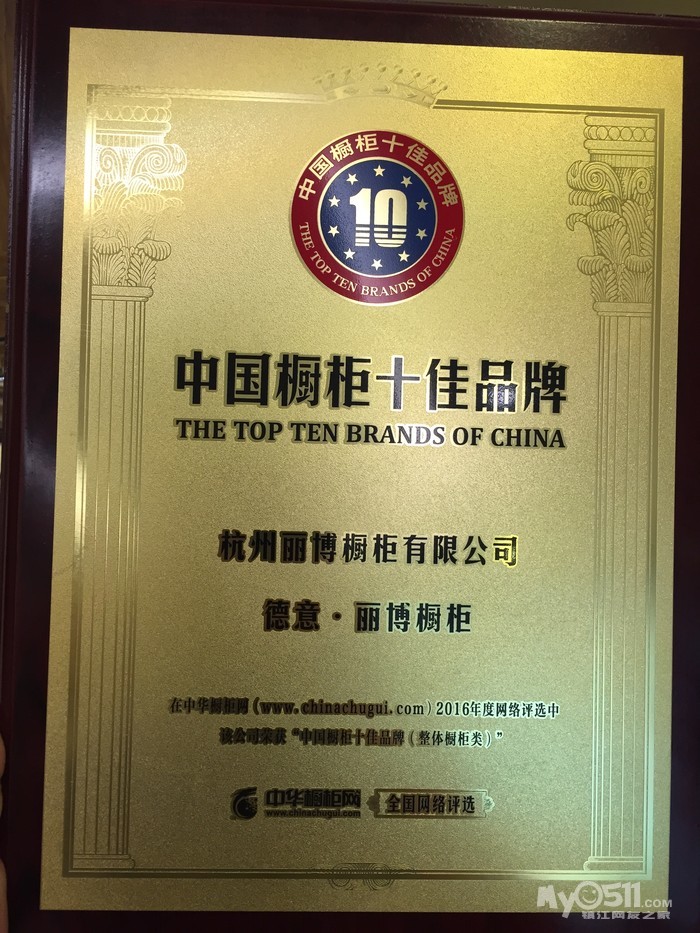 中国橱柜十佳品牌
10
THE TOP TEN BRANDS OF CHINA
中国橱柜十佳品牌
THE TOP TEN BRANDS OF CHINA
杭州丽博橱柜有限公司
德意·丽博橱柜
在中华橱柜网(www.chinachugui.com)2016年度网络评选中
该公司荣获“中国橱柜十佳品牌(整体橱柜类)”
中华橱柜网 全国网络评选
www.chinachugui.com
My0511.COM
镇江网友之家